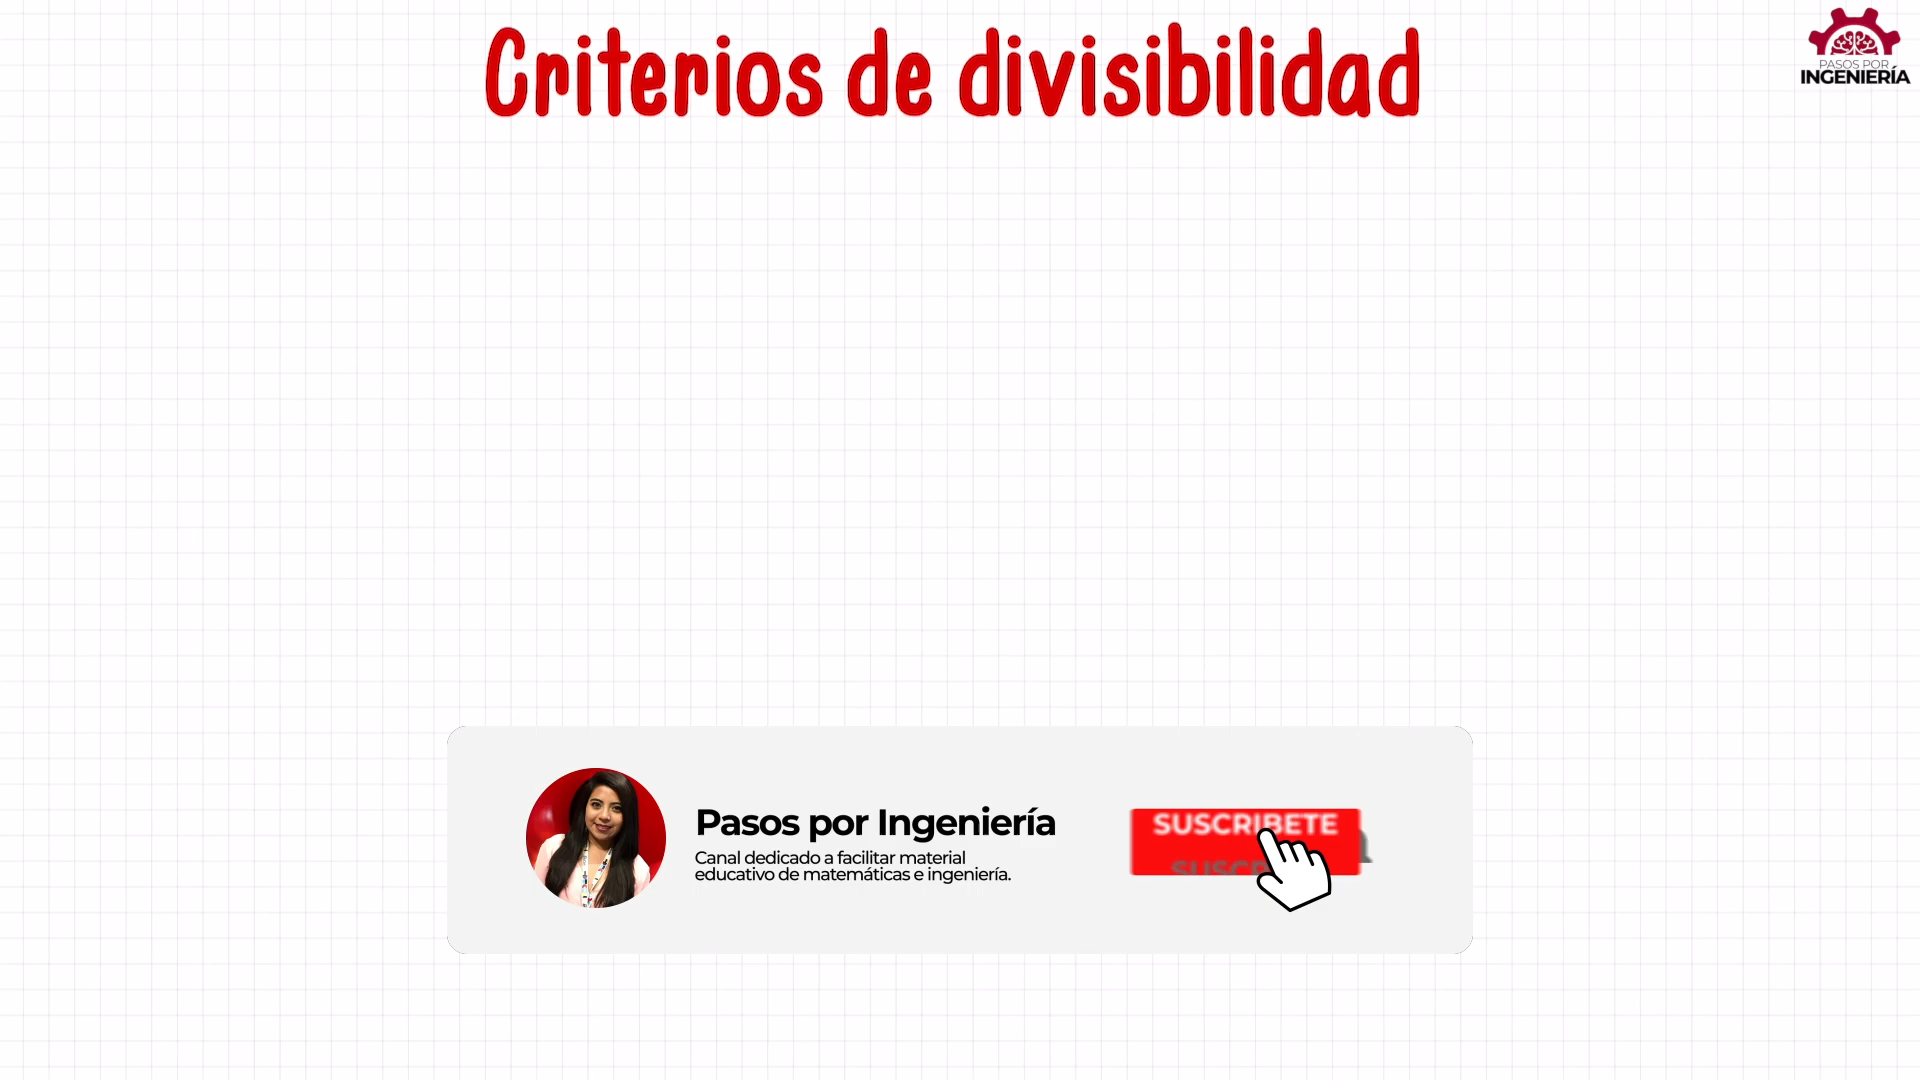 Criterios de divisibilidad
PASOS POR
INGENIERÍA
Pasos por Ingeniería
Canal dedicado a facilitar material
educativo de matemáticas e ingeniería.
SUSCRIBETE